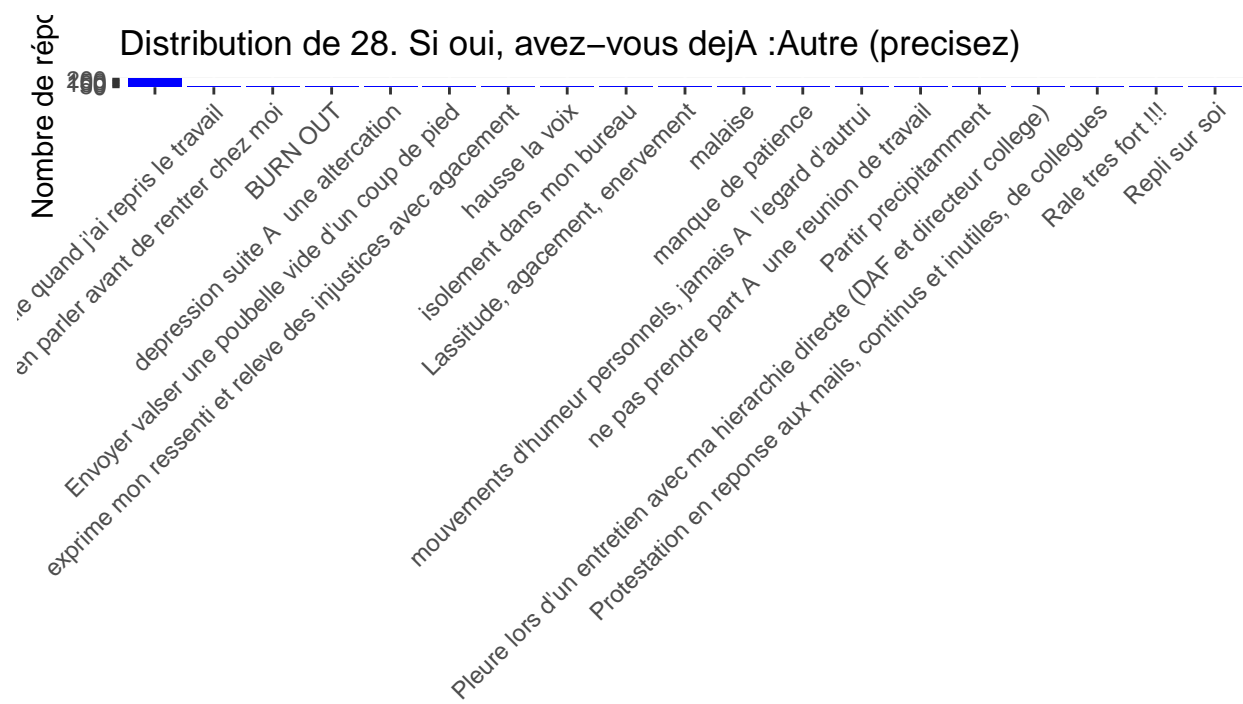 Distribution de 28. Si oui, avez−vous dejA :Autre (precisez)
Nombre de répo
quand j'ai repris le travail
en parler avant de rentrer chez moi
BURN OUT
depression suite A une altercation
Envoyer valser une poubelle vide d'un coup de pied
exprime mon ressenti et releve des injustices avec agacement
hausse la voix
isolement dans mon bureau
Lassitude, agacement, enervement
malaise
manque de patience
mouvements d'humeur personnels, jamais A l'egard d'autrui
ne pas prendre part A une reunion de travail
Partir precipitamment
Pleure lors d'un entretien avec ma hierarchie directe (DAF et directeur college)
Protestation en reponse aux mails, continus et inutiles, de collegues
Rale tres fort !!!
Repli sur soi